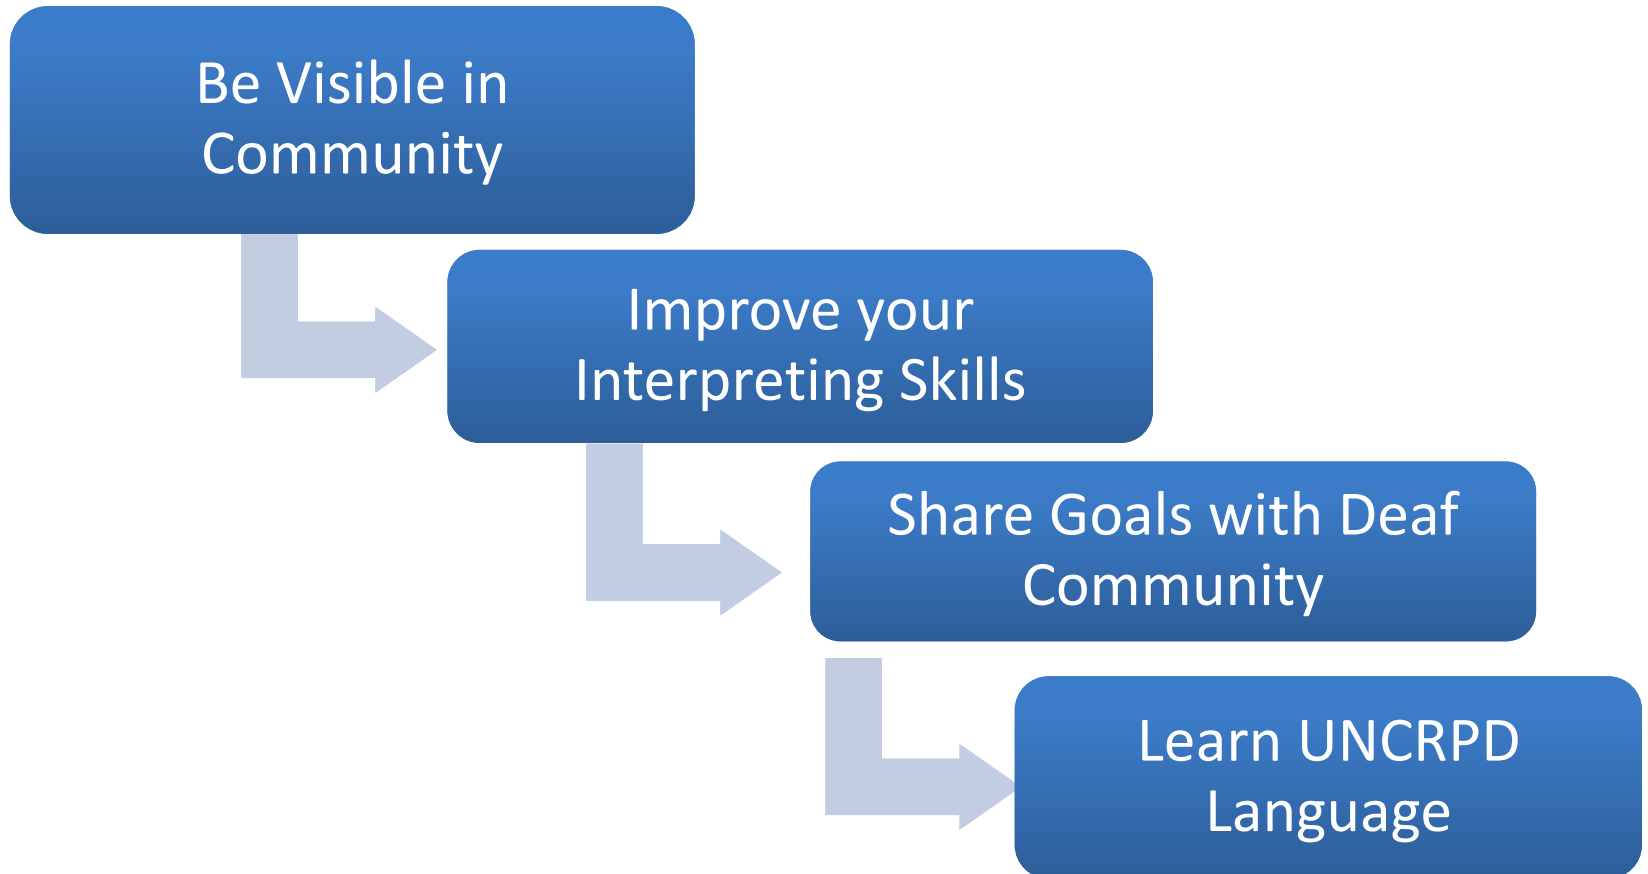 Be Visible in
Community
Improve your
Interpreting Skills
Share Goals with Deaf
Community
Learn UNCRPD
Language